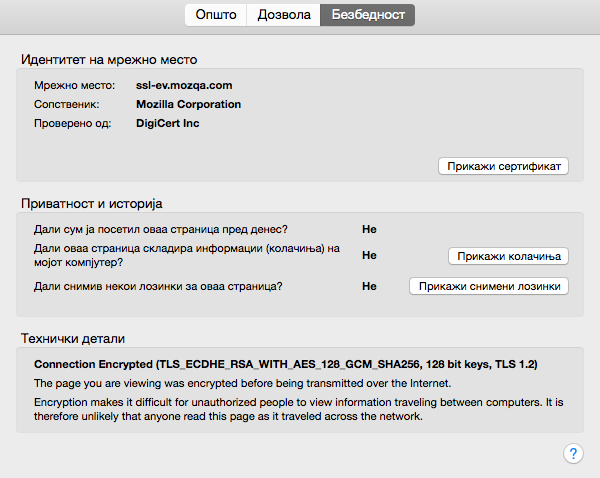 Општо Дозвола Безбедност
Идентитет на мрежно место
Мрежно место: ssl-ev.mozqa.com
Сопственик: Mozilla Corporation
Проверено од: DigiCert Inc
Прикажи сертификат
Приватност и историја
Дали сум ја посетил оваа страница пред денес? Не
Дали оваа страница складира информации (колачиња) на
мојот компјутер? Не Прикажи колачиња
Дали снимив некои лозинки за оваа страница? Не Прикажи снимени лозинки
Технички детали
Connection Encrypted (TLS_ECDHE_RSA_WITH_AES_128_GCM_SHA256, 128 bit keys, TLS 1.2)
The page you are viewing was encrypted before being transmitted over the Internet.
Encryption makes it difficult for unauthorized people to view information traveling between computers. It is
therefore unlikely that anyone read this page as it traveled across the network.
?